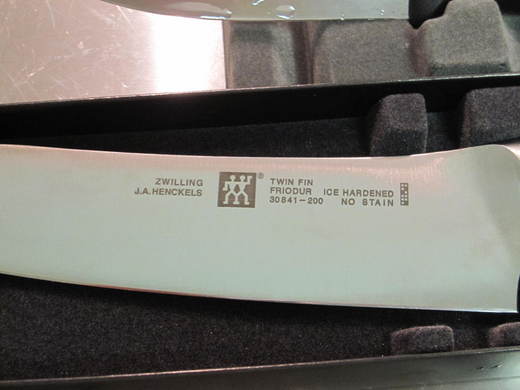 ZWILLING
J.A.HENCKELS
®
TWIN FIN
FRIODUR ICE HARDENED
30841-200 NO STAIN